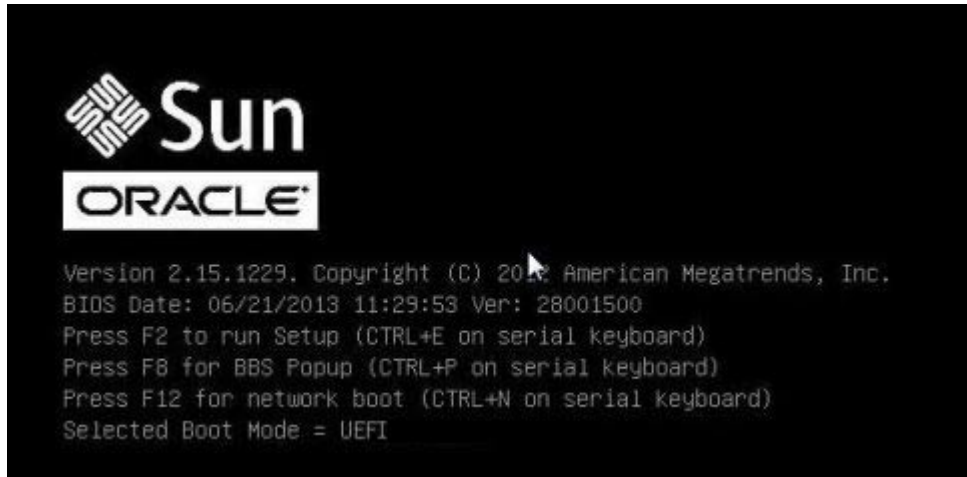 Sun
ORACLE
Version 2.15.1229. Copyright (C) 2012 American Megatrends, Inc.
BIOS Date: 06/21/2013 11:29:53 Ver: 28001500
Press F2 to run Setup (CTRL+E on serial keyboard)
Press F8 for BBS Popup (CTRL+P on serial keyboard)
Press F12 for network boot (CTRL+N on serial keyboard)
Selected Boot Mode = UEFI